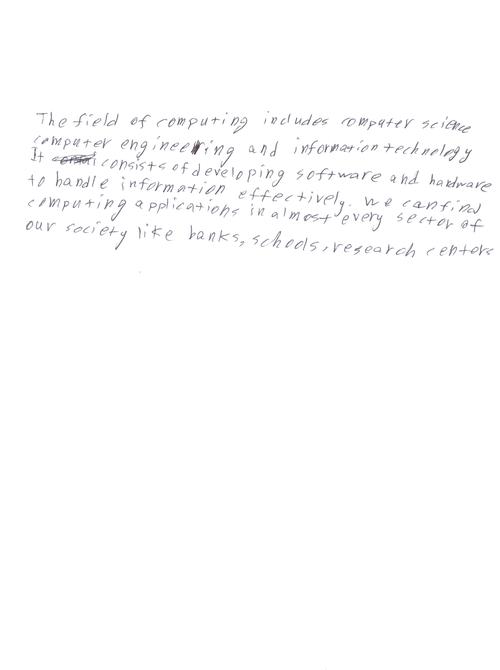 The field of computing includes computer science
computer engineering and information technology
It consists of developing software and hardware
to handle information effectively. We can find
computing applications in almost every sector of
our society like banks, schools, research centers